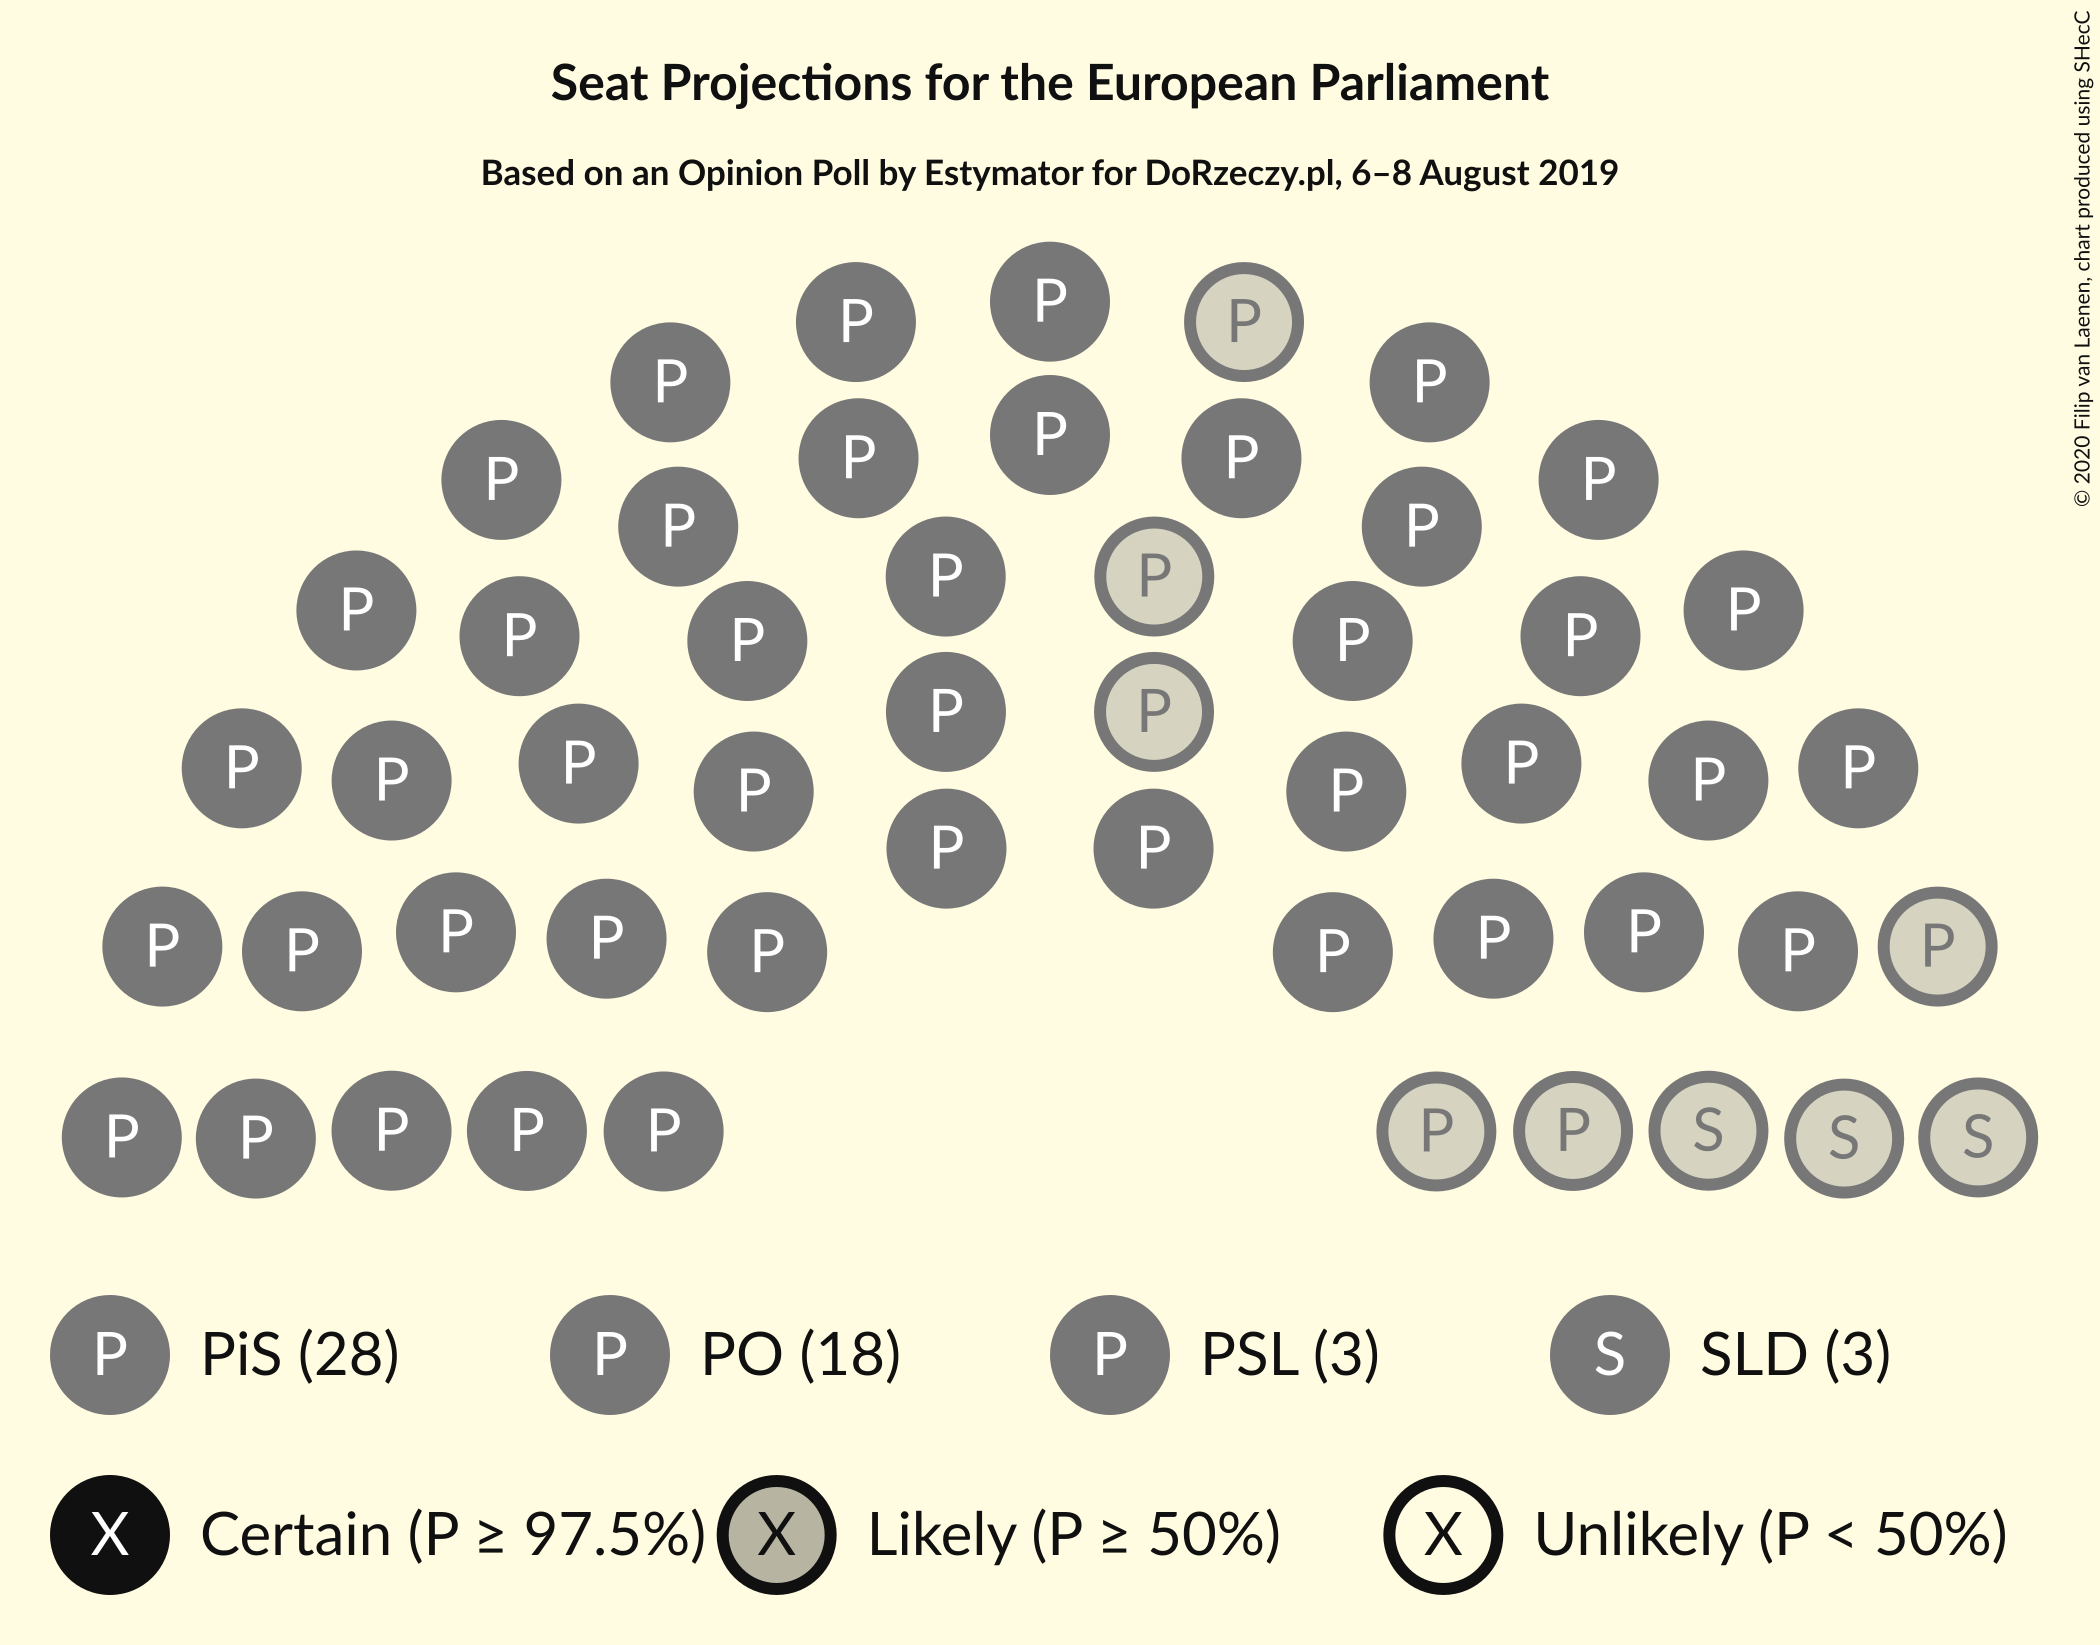 Seat Projections for the European Parliament
Based on an Opinion Poll by Estymator for DoRzeczy.pl, 6–8 August 2019
© 2020 Filip van Laenen, chart produced using SHecC
P P P P P
P P P P P
P P P P P
P P P P P
P P P P P P
P P P P P P
P P P P
P P P P P P
P P P P P P P P P P
P P P P P P S S S
P PiS (28) P PO (18) P PSL (3) S SLD (3)
X Certain (P ≥ 97.5%) X Likely (P ≥ 50%) X Unlikely (P < 50%)